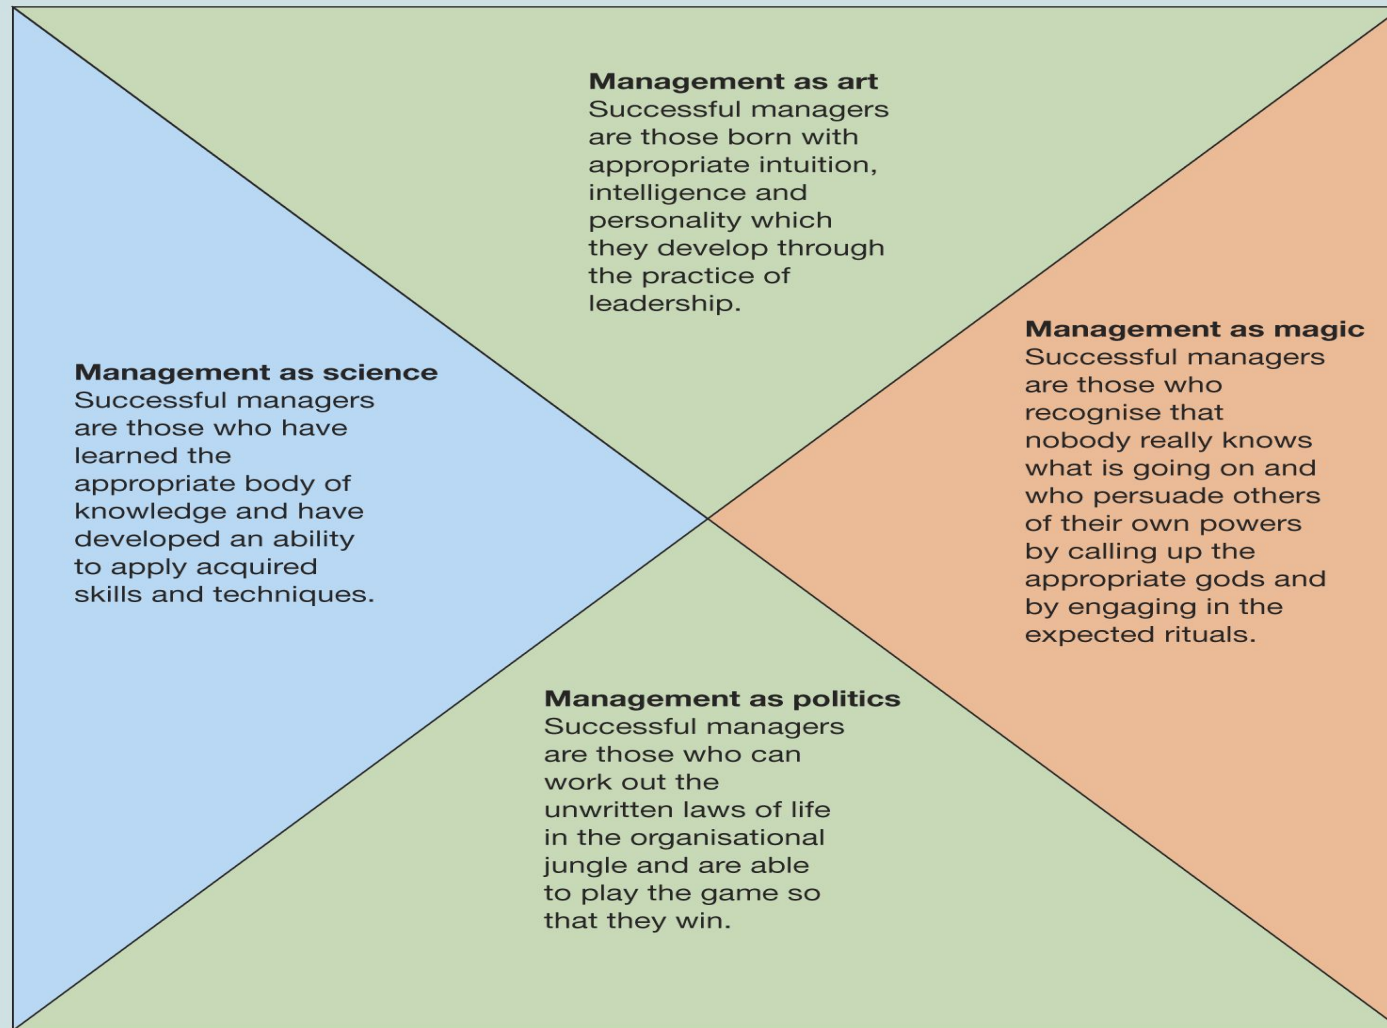 Management as art
Successful managers
are those born with
appropriate intuition,
intelligence and
personality which
they develop through
the practice of
leadership.
Management as science
Successful managers
are those who have
learned the
appropriate body of
knowledge and have
developed an ability
to apply acquired
skills and techniques.
Management as magic
Successful managers
are those who
recognise that
nobody really knows
what is going on and
who persuade others
of their own powers
by calling up the
appropriate gods and
by engaging in the
expected rituals.
Management as politics
Successful managers
are those who can
work out the
unwritten laws of life
in the organisational
jungle and are able
to play the game so
that they win.